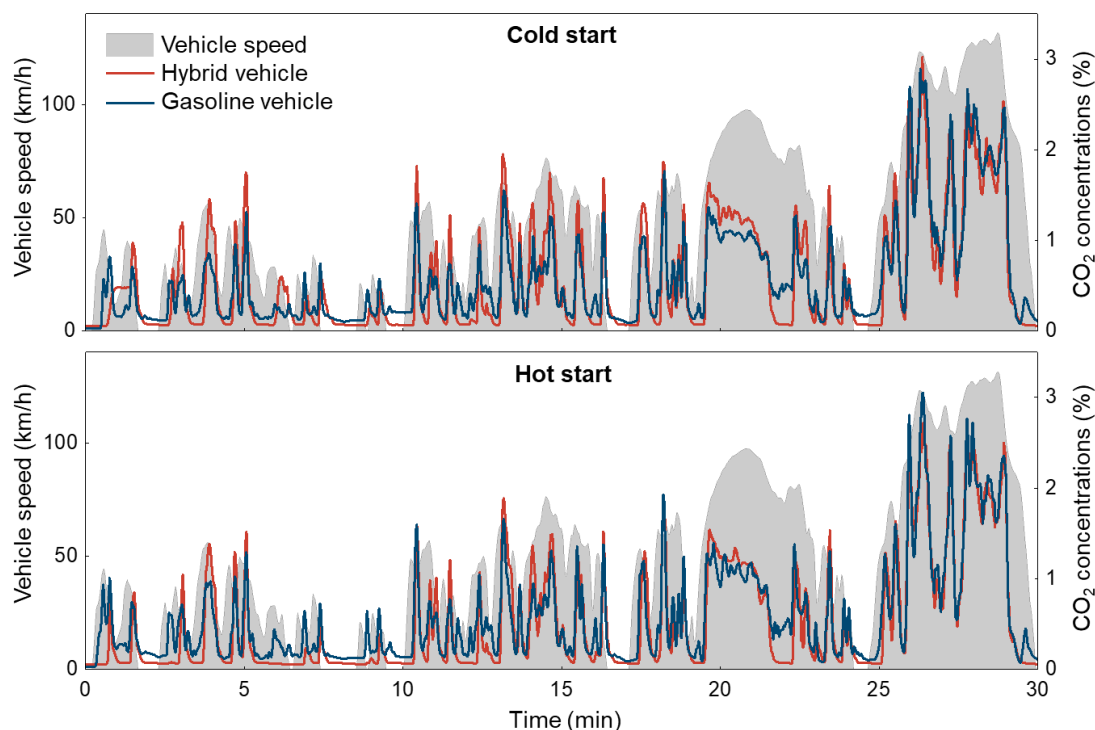 Cold start
Vehicle speed
Hybrid vehicle
Gasoline vehicle
Vehicle speed (km/h)
100
50
0
CO₂ concentrations (%)
3
2
1
0
Hot start
Vehicle speed (km/h)
100
50
0
CO₂ concentrations (%)
3
2
1
0
0 5 10 15 20 25 30
Time (min)